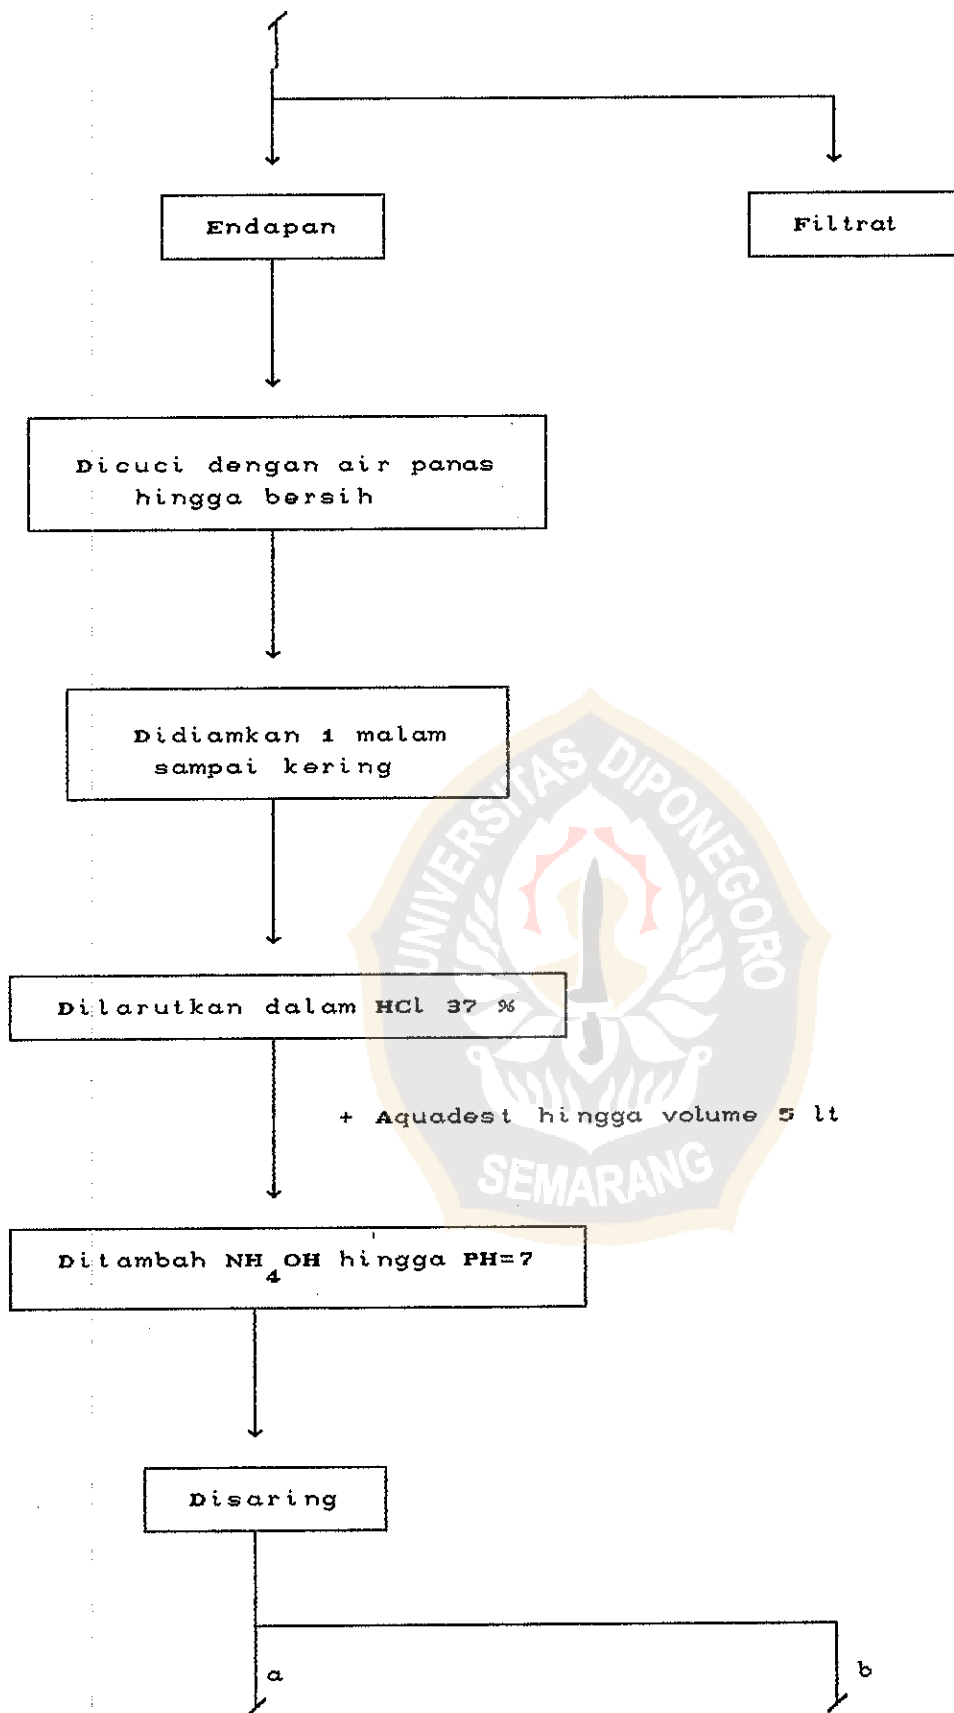 Endapan
Filtrat
Dicuci dengan air panas
hingga bersih
Didiamkan 1 malam
sampai kering
Dilarutkan dalam HCl 37 %
+ Aquadest hingga volume 5 lt
Ditambah NH4OH hingga PH=7
Disaring
a
b
UNIVERSITAS DIPONEGORO
SEMARANG